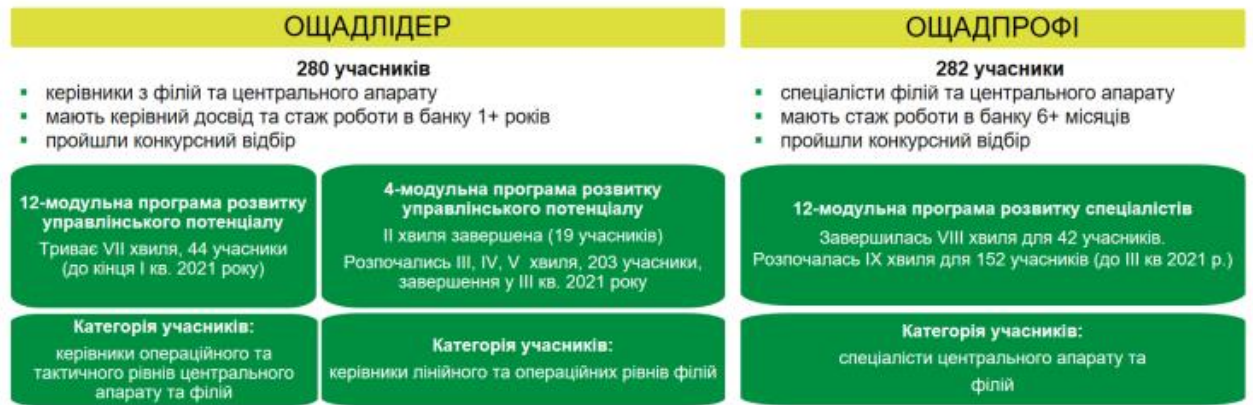 ОЩАДЛІДЕР
280 учасників
▪ керівники з філій та центрального апарату
▪ мають керівний досвід та стаж роботи в банку 1+ років
▪ пройшли конкурсний відбір
12-модульна програма розвитку
управлінського потенціалу
Триває VII хвиля, 44 учасники
(до кінця I кв. 2021 року)
4-модульна програма розвитку
управлінського потенціалу
II хвиля завершена (19 учасників)
Розпочались III, IV, V хвиля, 203 учасники,
завершення у III кв. 2021 року
Категорія учасників:
керівники операційного та
тактичного рівнів центрального
апарату та філій
Категорія учасників:
керівники лінійного та операційних рівнів філій
ОЩАДПРОФІ
282 учасники
▪ спеціалісти філій та центрального апарату
▪ мають стаж роботи в банку 6+ місяців
▪ пройшли конкурсний відбір
12-модульна програма розвитку спеціалістів
Завершилась VIII хвиля для 42 учасників.
Розпочалась IX хвиля для 152 учасників (до III кв 2021 р.)
Категорія учасників:
спеціалісти центрального апарату та
філій